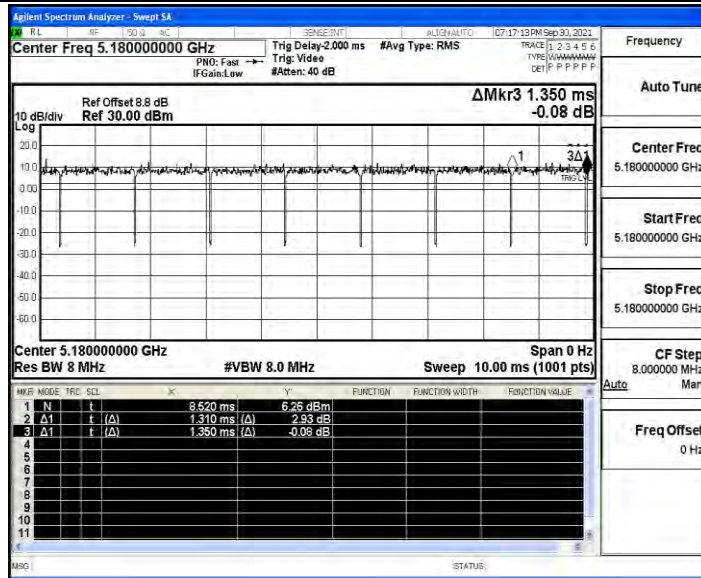 Agilent Spectrum Analyzer - Swept SA
RL RF 50 Ω AC SENSE:INT ALIGN AUTO 07:17:13 PM Sep 30, 2021
Center Freq 5.180000000 GHz
PNO: Fast
IFGain:Low
Trig Delay-2.000 ms
Trig: Video
#Atten: 40 dB
#Avg Type: RMS
TRACE 1 2 3 4 5 6
TYPE WWWWWW
DET P P P P P P
Frequency
Auto Tune
ΔMkr3 1.350 ms
-0.08 dB
Ref Offset 8.8 dB
10 dB/div Ref 30.00 dBm
Log
20.0
10.0
0.00
-10.0
-20.0
-30.0
-40.0
-50.0
-60.0
1
3Δ1
TRIG LVL
Center Freq
5.180000000 GHz
Start Freq
5.180000000 GHz
Stop Freq
5.180000000 GHz
CF Step
8.000000 MHz
Auto Man
Freq Offset
0 Hz
Center 5.180000000 GHz Span 0 Hz
Res BW 8 MHz #VBW 8.0 MHz Sweep 10.00 ms (1001 pts)
MKR MODE TRC SCL X Y FUNCTION FUNCTION WIDTH FUNCTION VALUE
1 N t 8.520 ms 6.26 dBm
2 Δ1 t (Δ) 1.310 ms (Δ) 2.93 dB
3 Δ1 t (Δ) 1.350 ms (Δ) -0.08 dB
4
5
6
7
8
9
10
11
MSG STATUS